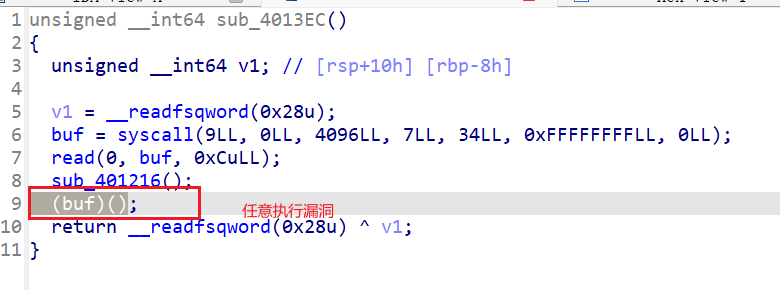 1 unsigned __int64 sub_4013EC()
2 {
3   unsigned __int64 v1; // [rsp+10h] [rbp-8h]
4
5   v1 = __readfsqword(0x28u);
6   buf = syscall(9LL, 0LL, 4096LL, 7LL, 34LL, 0xFFFFFFFFLL, 0LL);
7   read(0, buf, 0xCuLL);
8   sub_401216();
9   (buf)(); 任意执行漏洞
10   return __readfsqword(0x28u) ^ v1;
11 }